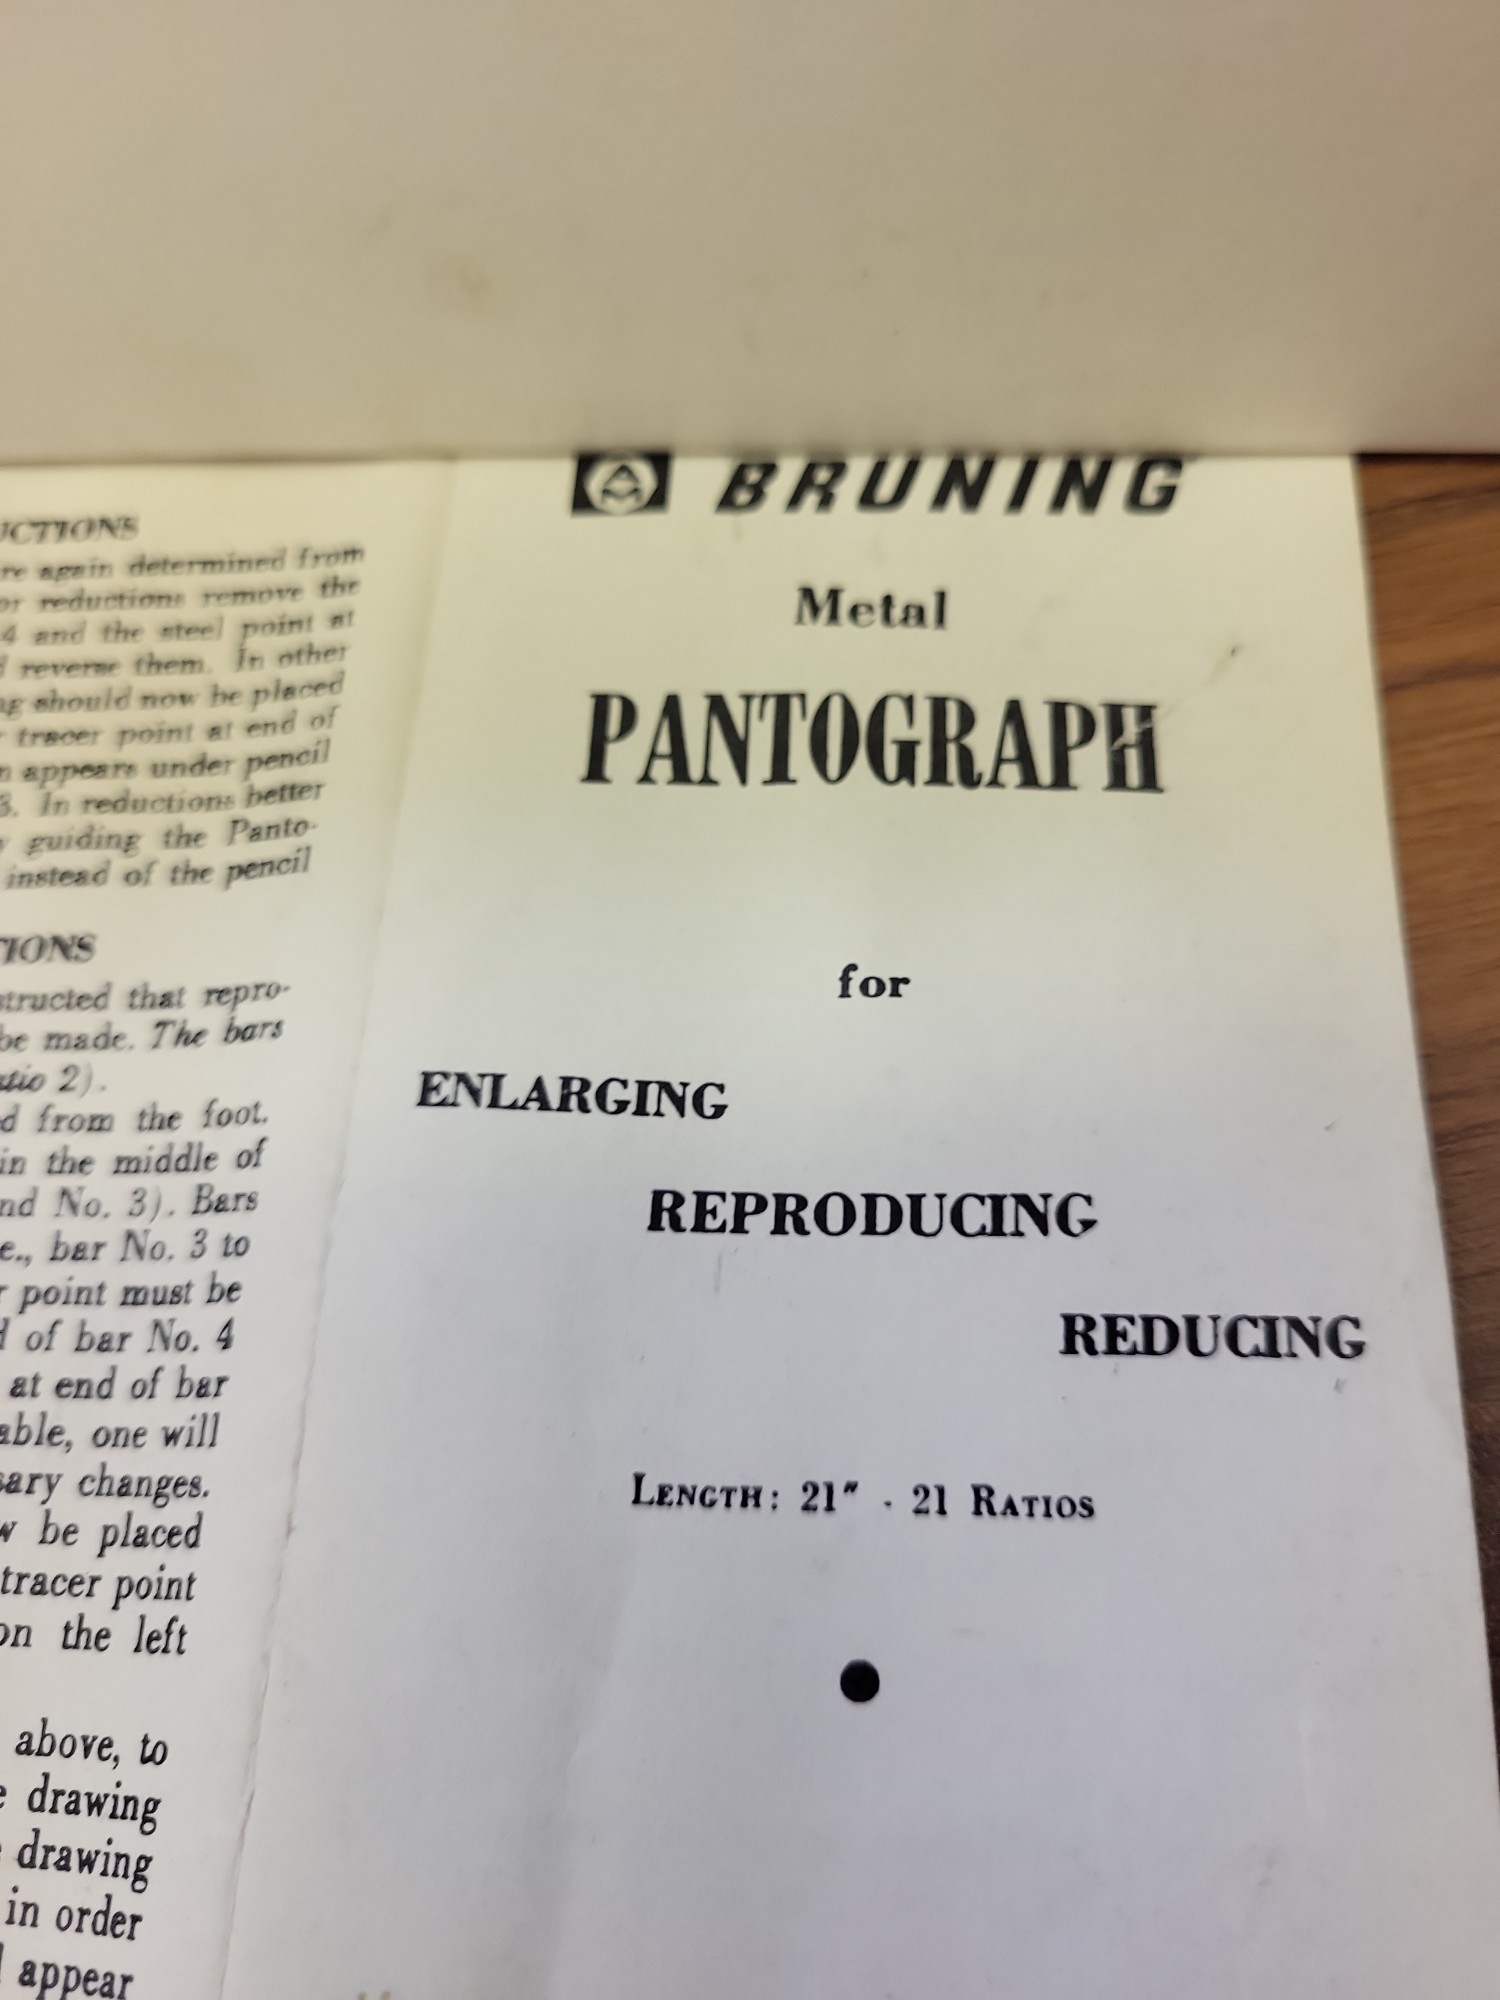 UCTIONS
re again determined from
or reductions remove the
4 and the steel point at
reverse them. In other
should now be placed
tracer point at end of
appears under pencil
3. In reductions better
guiding the Panto-
instead of the pencil
TIONS
structed that repro-
be made. The bars
atio 2).
d from the foot.
in the middle of
nd No. 3). Bars
e., bar No. 3 to
r point must be
d of bar No. 4
at end of bar
able, one will
sary changes.
w be placed
tracer point
on the left
above, to
e drawing
drawing
in order
appear
BRUNING
Metal
PANTOGRAPH
for
ENLARGING
REPRODUCING
REDUCING
LENGTH: 21" - 21 RATIOS